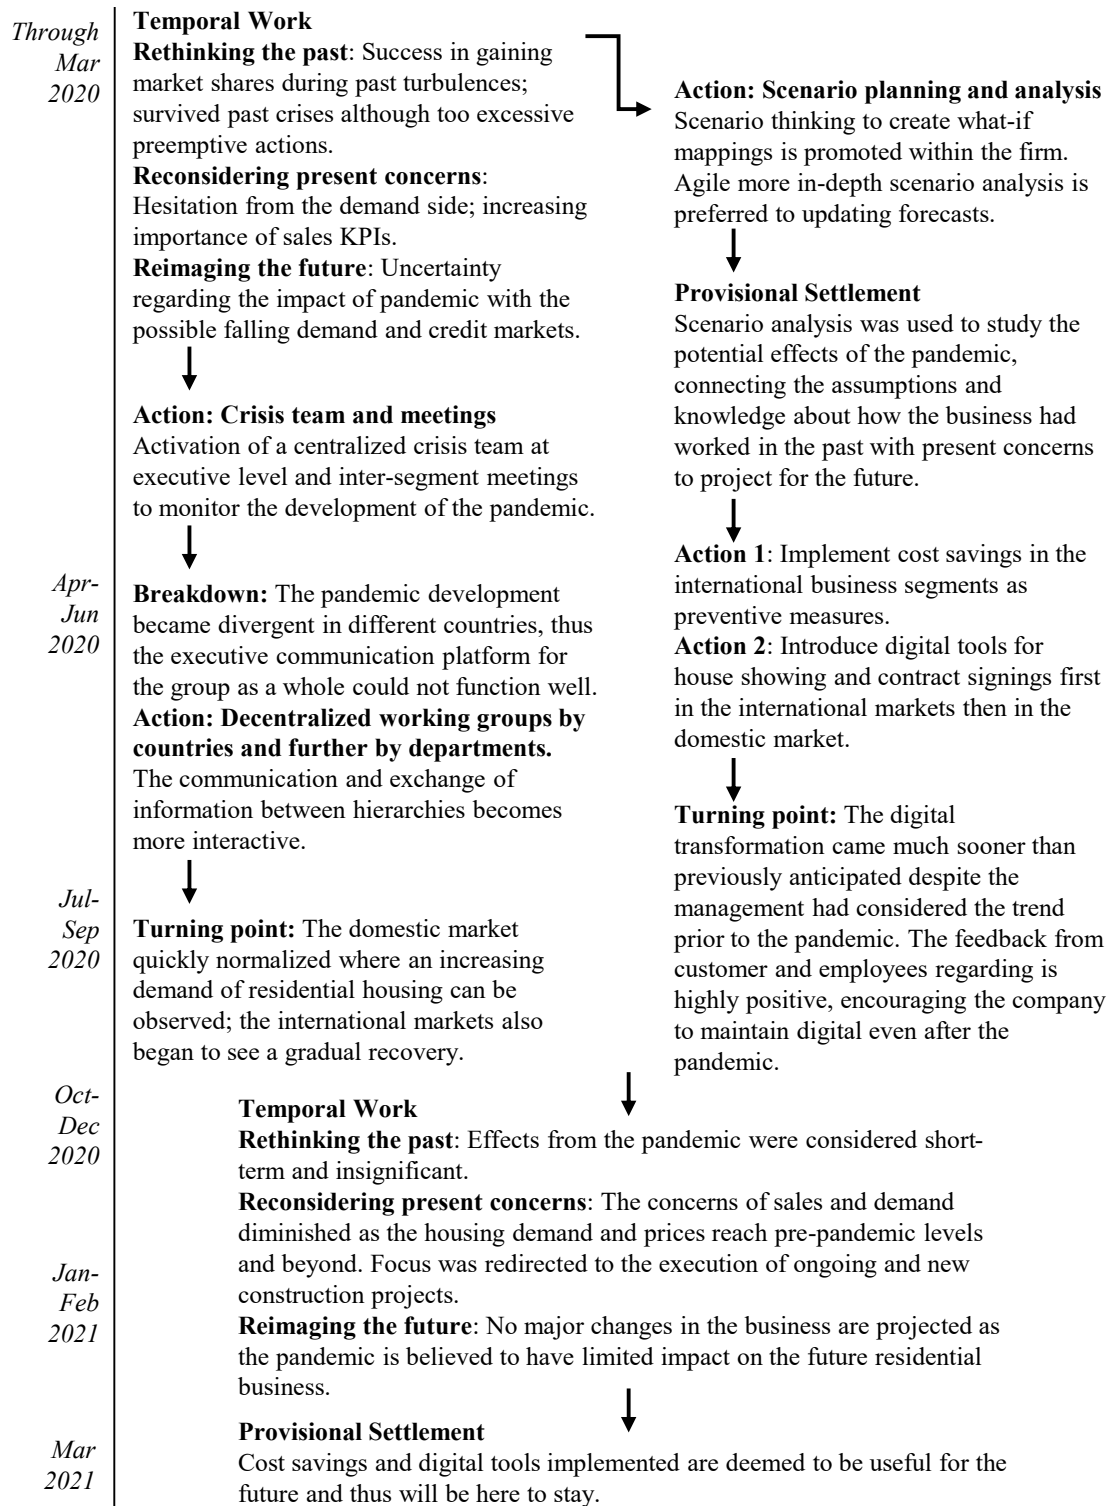 Through
Mar
2020
Temporal Work
Rethinking the past: Success in gaining
market shares during past turbulences;
survived past crises although too excessive
preemptive actions.
Reconsidering present concerns:
Hesitation from the demand side; increasing
importance of sales KPIs.
Reimaging the future: Uncertainty
regarding the impact of pandemic with the
possible falling demand and credit markets.
Action: Crisis team and meetings
Activation of a centralized crisis team at
executive level and inter-segment meetings
to monitor the development of the pandemic.
Apr-
Jun
2020
Breakdown: The pandemic development
became divergent in different countries, thus
the executive communication platform for
the group as a whole could not function well.
Action: Decentralized working groups by
countries and further by departments.
The communication and exchange of
information between hierarchies becomes
more interactive.
Jul-
Sep
2020
Turning point: The domestic market
quickly normalized where an increasing
demand of residential housing can be
observed; the international markets also
began to see a gradual recovery.
Action: Scenario planning and analysis
Scenario thinking to create what-if
mappings is promoted within the firm.
Agile more in-depth scenario analysis is
preferred to updating forecasts.
Provisional Settlement
Scenario analysis was used to study the
potential effects of the pandemic,
connecting the assumptions and
knowledge about how the business had
worked in the past with present concerns
to project for the future.
Action 1: Implement cost savings in the
international business segments as
preventive measures.
Action 2: Introduce digital tools for
house showing and contract signings first
in the international markets then in the
domestic market.
Turning point: The digital
transformation came much sooner than
previously anticipated despite the
management had considered the trend
prior to the pandemic. The feedback from
customer and employees regarding is
highly positive, encouraging the company
to maintain digital even after the
pandemic.
Oct-
Dec
2020
Temporal Work
Rethinking the past: Effects from the pandemic were considered short-
term and insignificant.
Reconsidering present concerns: The concerns of sales and demand
diminished as the housing demand and prices reach pre-pandemic levels
and beyond. Focus was redirected to the execution of ongoing and new
construction projects.
Jan-
Feb
2021
Reimaging the future: No major changes in the business are projected as
the pandemic is believed to have limited impact on the future residential
business.
Mar
2021
Provisional Settlement
Cost savings and digital tools implemented are deemed to be useful for the
future and thus will be here to stay.